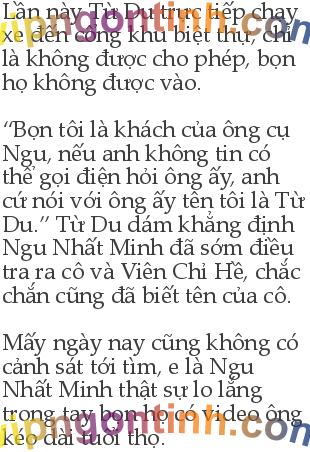 Lần này Từ Du trực tiếp chạy
xe đến cổng khu biệt thự, chỉ
là không được cho phép, bọn
họ không được vào.
“Bọn tôi là khách của ông cụ
Ngu, nếu anh không tin có
thể gọi điện hỏi ông ấy, anh
cứ nói với ông ấy tên tôi là Từ
Du.” Từ Du dám khẳng định
Ngu Nhất Minh đã sớm điều
tra ra cô và Viên Chỉ Hề, chắc
chắn cũng đã biết tên của cô.
Mấy ngày nay cũng không có
cảnh sát tới tìm, e là Ngu
Nhất Minh thật sự lo lắng
trong tay bọn họ có video ông
kéo dài tuổi thọ.
vipngontinh.com
vipngontinh.com